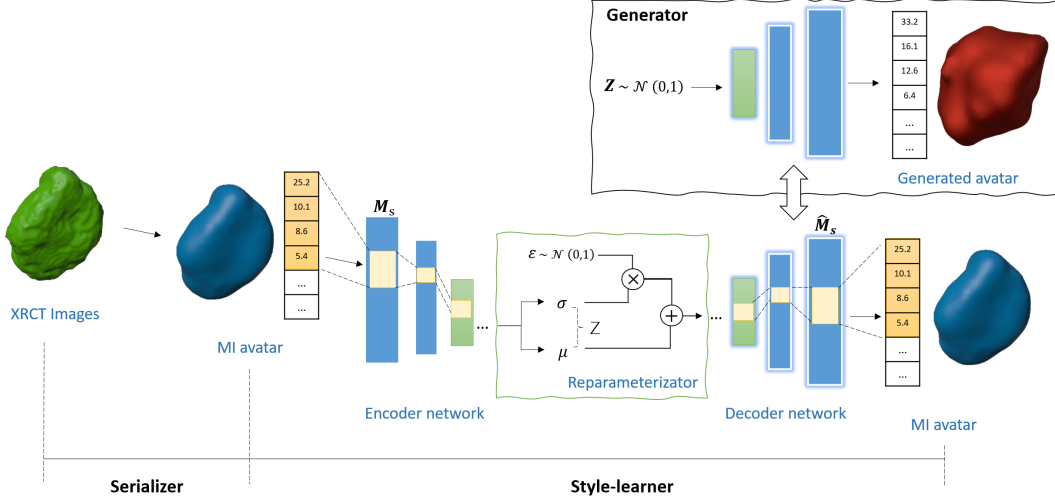 Generator
33.2
16.1
12.6
6.4
...
...
Z ~ 𝒩 (0,1)
Generated avatar
25.2
10.1
8.6
5.4
...
...
M_s
M̂_s
ε ~ 𝒩 (0,1)
×
σ
Z
+
μ
...
...
25.2
10.1
8.6
5.4
...
...
XRCT Images
MI avatar
Reparameterizator
Encoder network
Decoder network
MI avatar
Serializer
Style-learner